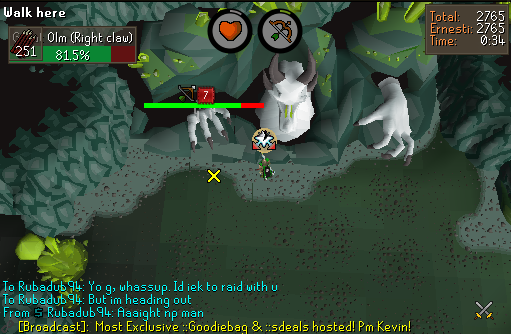 Walk here
Olm (Right claw)
251
81.5%
Total: 2765
Ernesti: 2765
Time: 0:34
7
To Rubadub94: Yo g, whassup. Id iek to raid with u
To Rubadub94: But im heading out
From S Rubadub94: Aaaight np man
[Broadcast]: Most Exclusive ::Goodiebag & ::sdeals hosted! Pm Kevin!